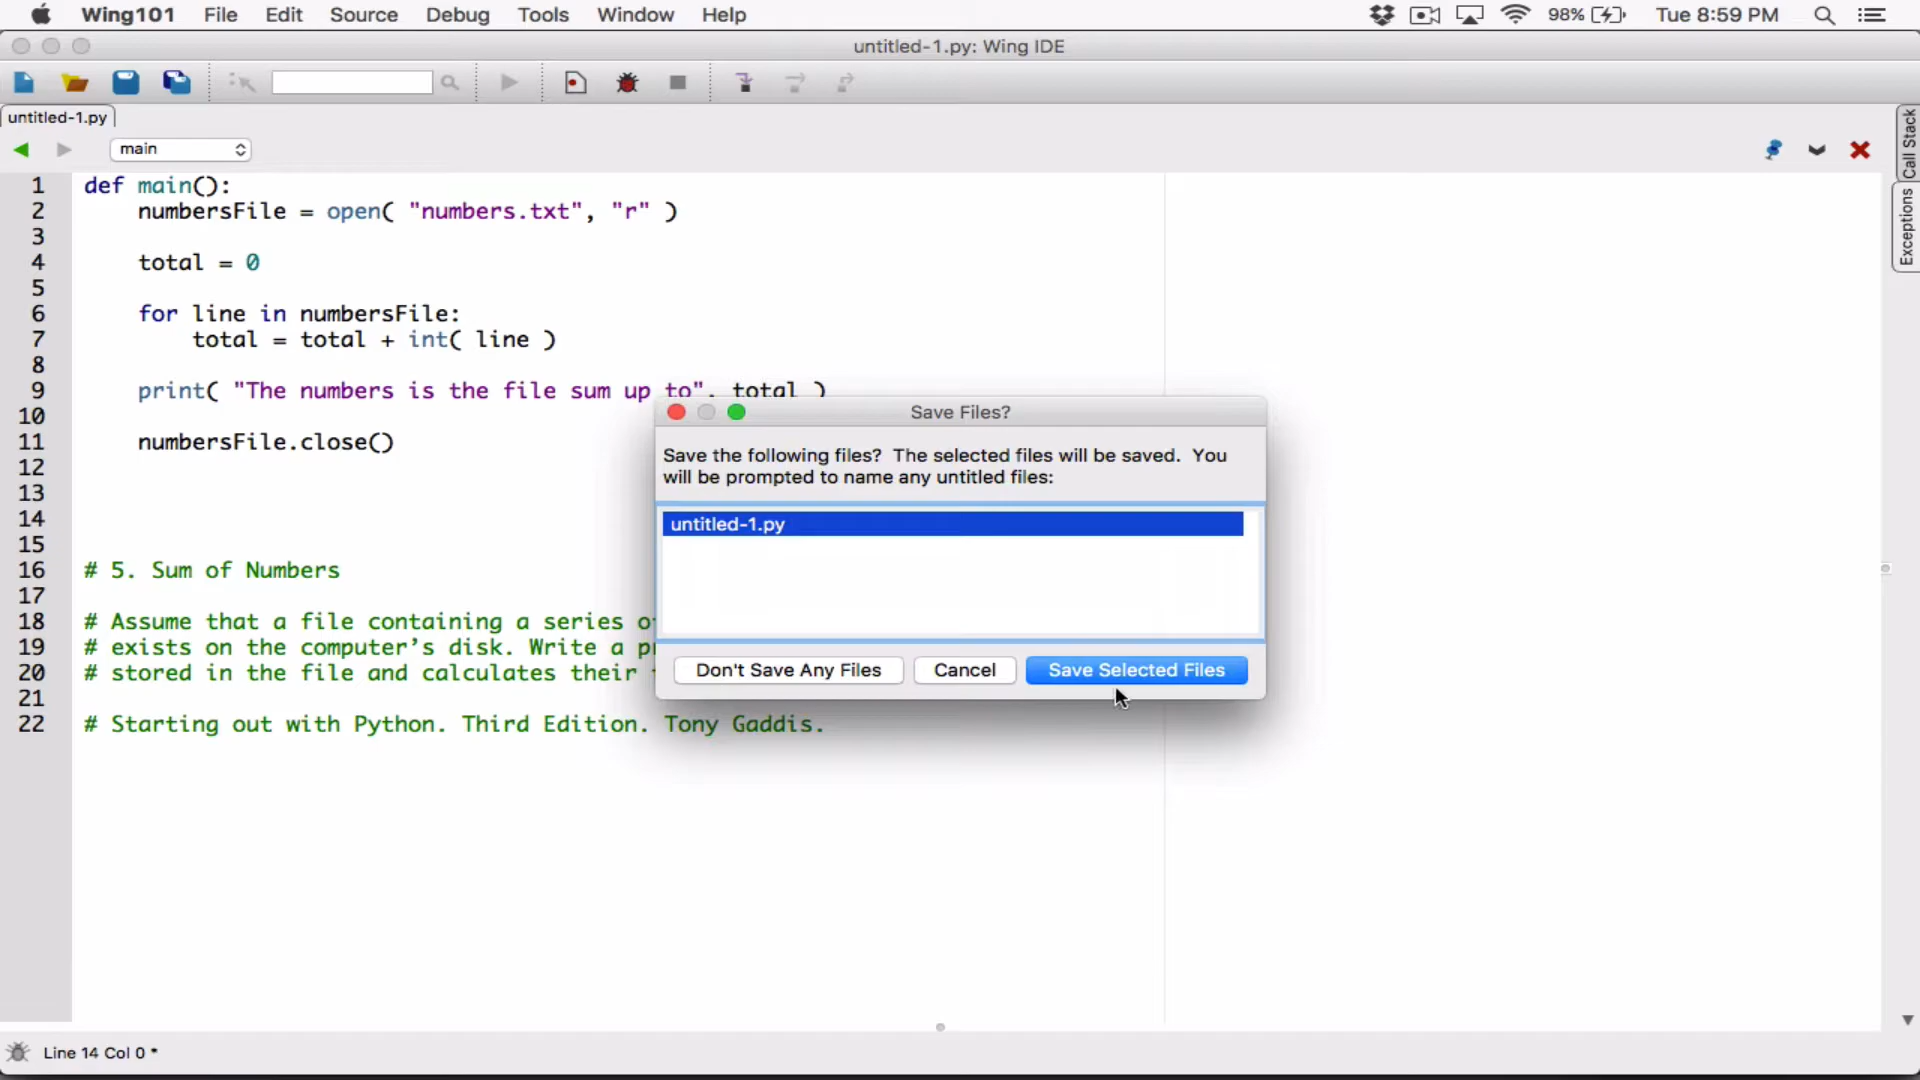 Wing101 File Edit Source Debug Tools Window Help 98% Tue 8:59 PM
untitled-1.py: Wing IDE
untitled-1.py
main
Call Stack
Exceptions
1 def main():
2 numbersFile = open( "numbers.txt", "r" )
3
4 total = 0
5
6 for line in numbersFile:
7 total = total + int( line )
8
9 print( "The numbers is the file sum up to", total )
10
11 numbersFile.close()
12
13
14
15
16 # 5. Sum of Numbers
17
18 # Assume that a file containing a series
19 # exists on the computer’s disk. Write a
20 # stored in the file and calculates their
21
22 # Starting out with Python. Third Edition. Tony Gaddis.
Save Files?
Save the following files? The selected files will be saved. You
will be prompted to name any untitled files:
untitled-1.py
Don't Save Any Files Cancel Save Selected Files
Line 14 Col 0 *